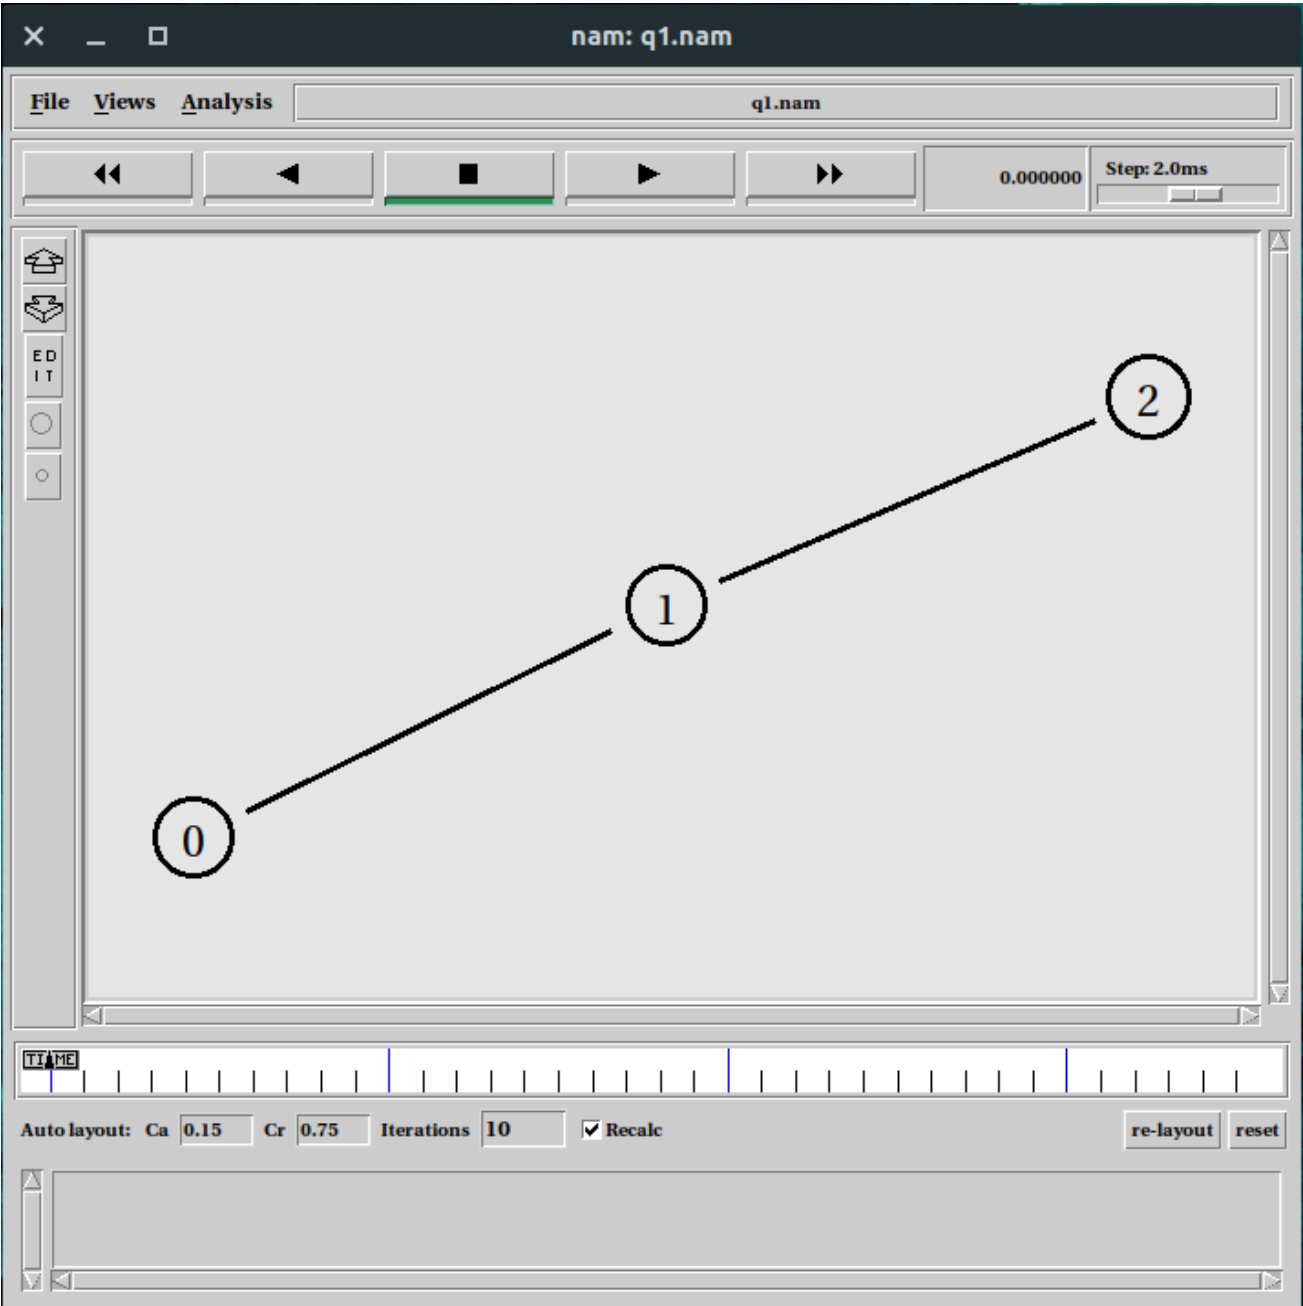 nam: q1.nam
File Views Analysis q1.nam
0.000000 Step: 2.0ms
ED
IT
2
1
0
TIME
Auto layout: Ca 0.15 Cr 0.75 Iterations 10 Recalc re-layout reset